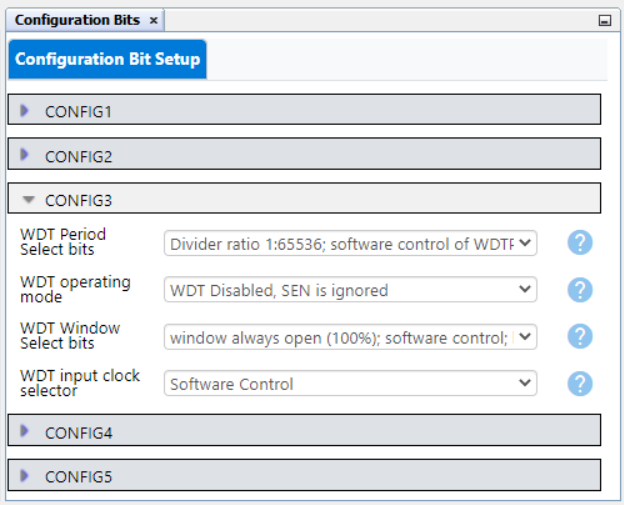 Configuration Bits ×
Configuration Bit Setup
CONFIG1
CONFIG2
CONFIG3
WDT Period
Select bits
Divider ratio 1:65536; software control of WDTP
?
WDT operating
mode
WDT Disabled, SEN is ignored
?
WDT Window
Select bits
window always open (100%); software control;
?
WDT input clock
selector
Software Control
?
CONFIG4
CONFIG5